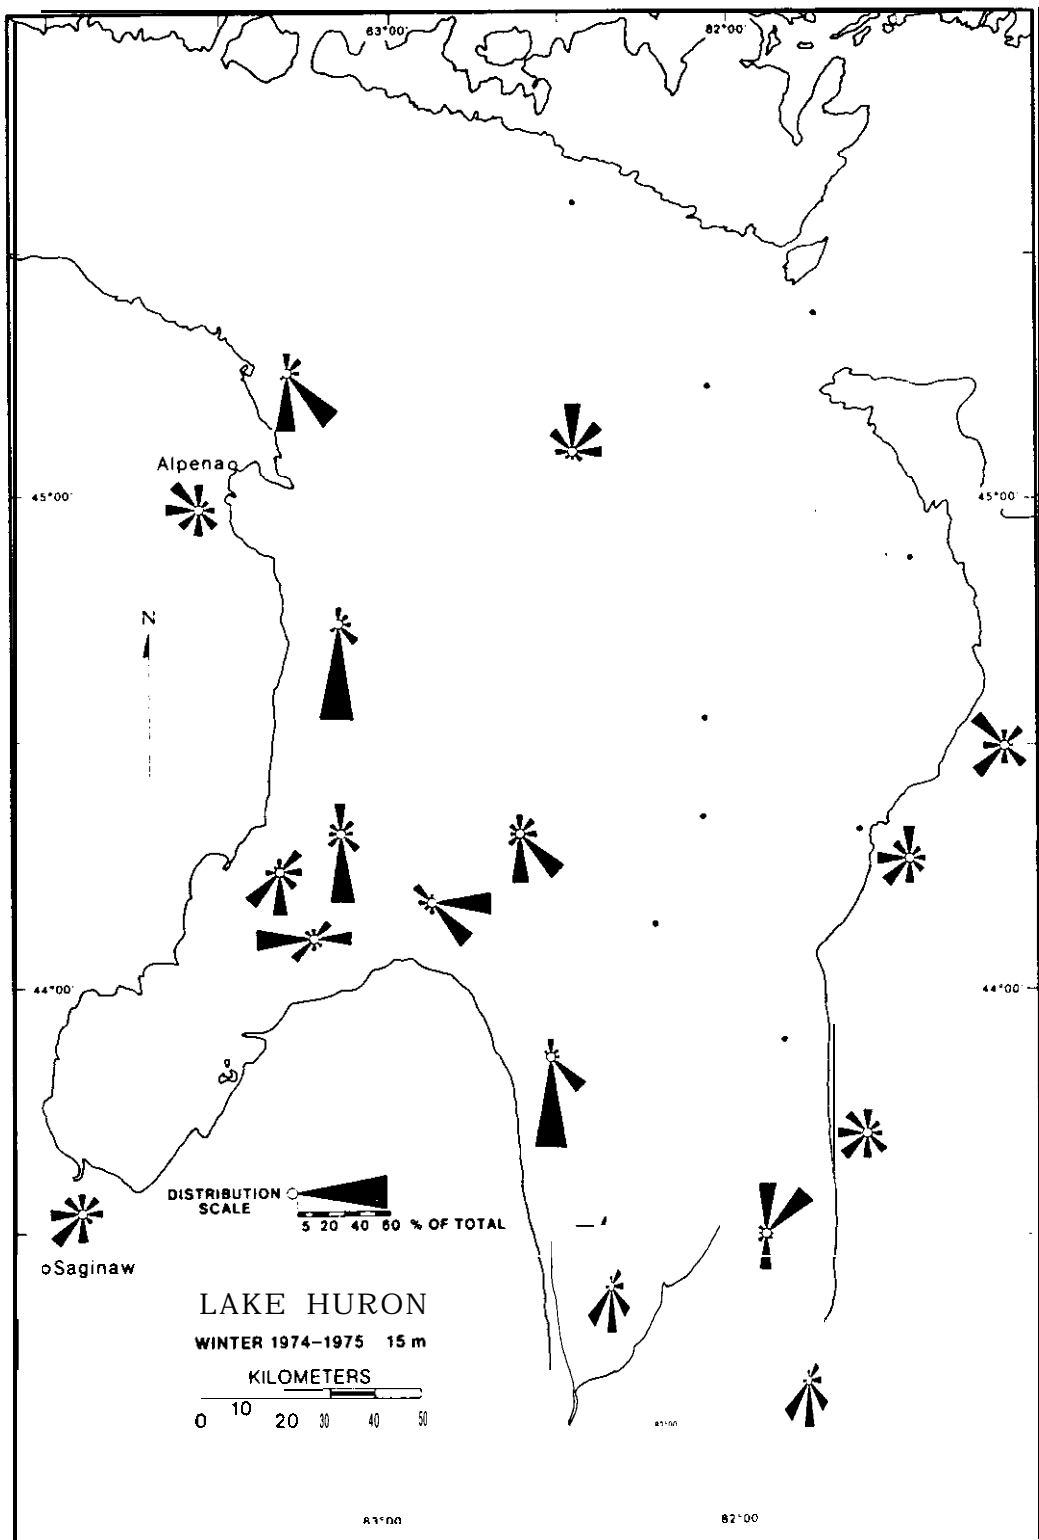 83°00'
82°00'
Alpena
45°00'
45°00'
N
44°00'
44°00'
DISTRIBUTION
SCALE
5 20 40 60 % OF TOTAL
oSaginaw
LAKE HURON
WINTER 1974-1975 15 m
KILOMETERS
0 10 20 30 40 50
83°00
82°00